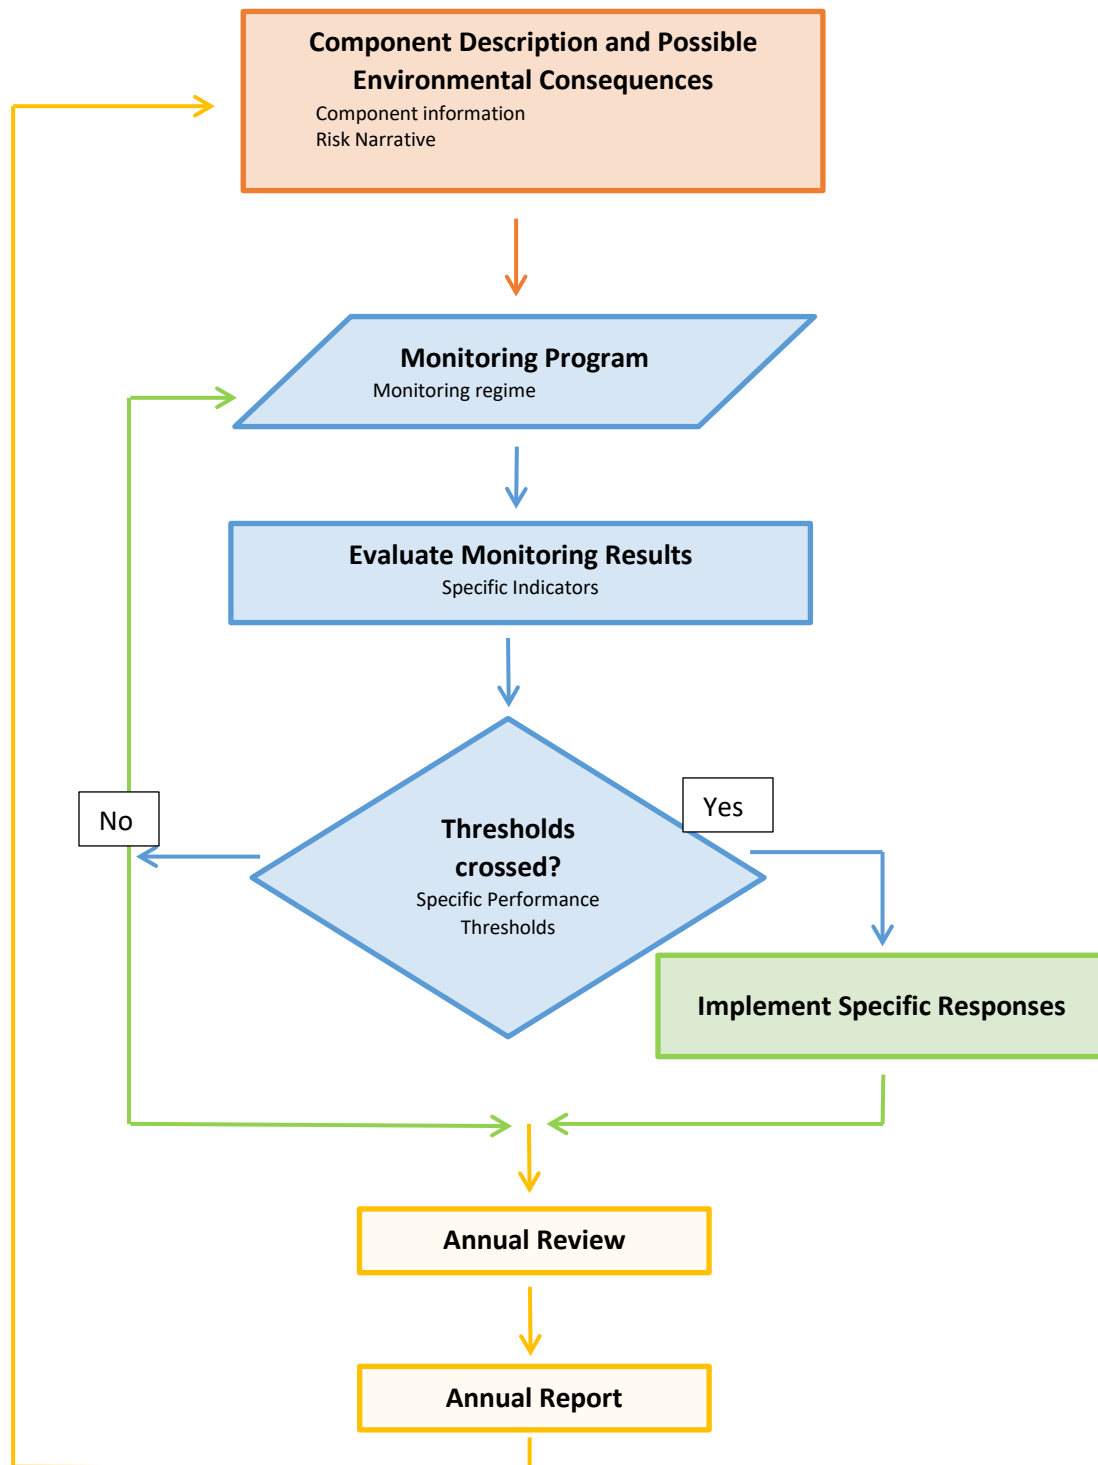 Component Description and Possible
Environmental Consequences
Component information
Risk Narrative
Monitoring Program
Monitoring regime
Evaluate Monitoring Results
Specific Indicators
No
Yes
Thresholds
crossed?
Specific Performance
Thresholds
Implement Specific Responses
Annual Review
Annual Report